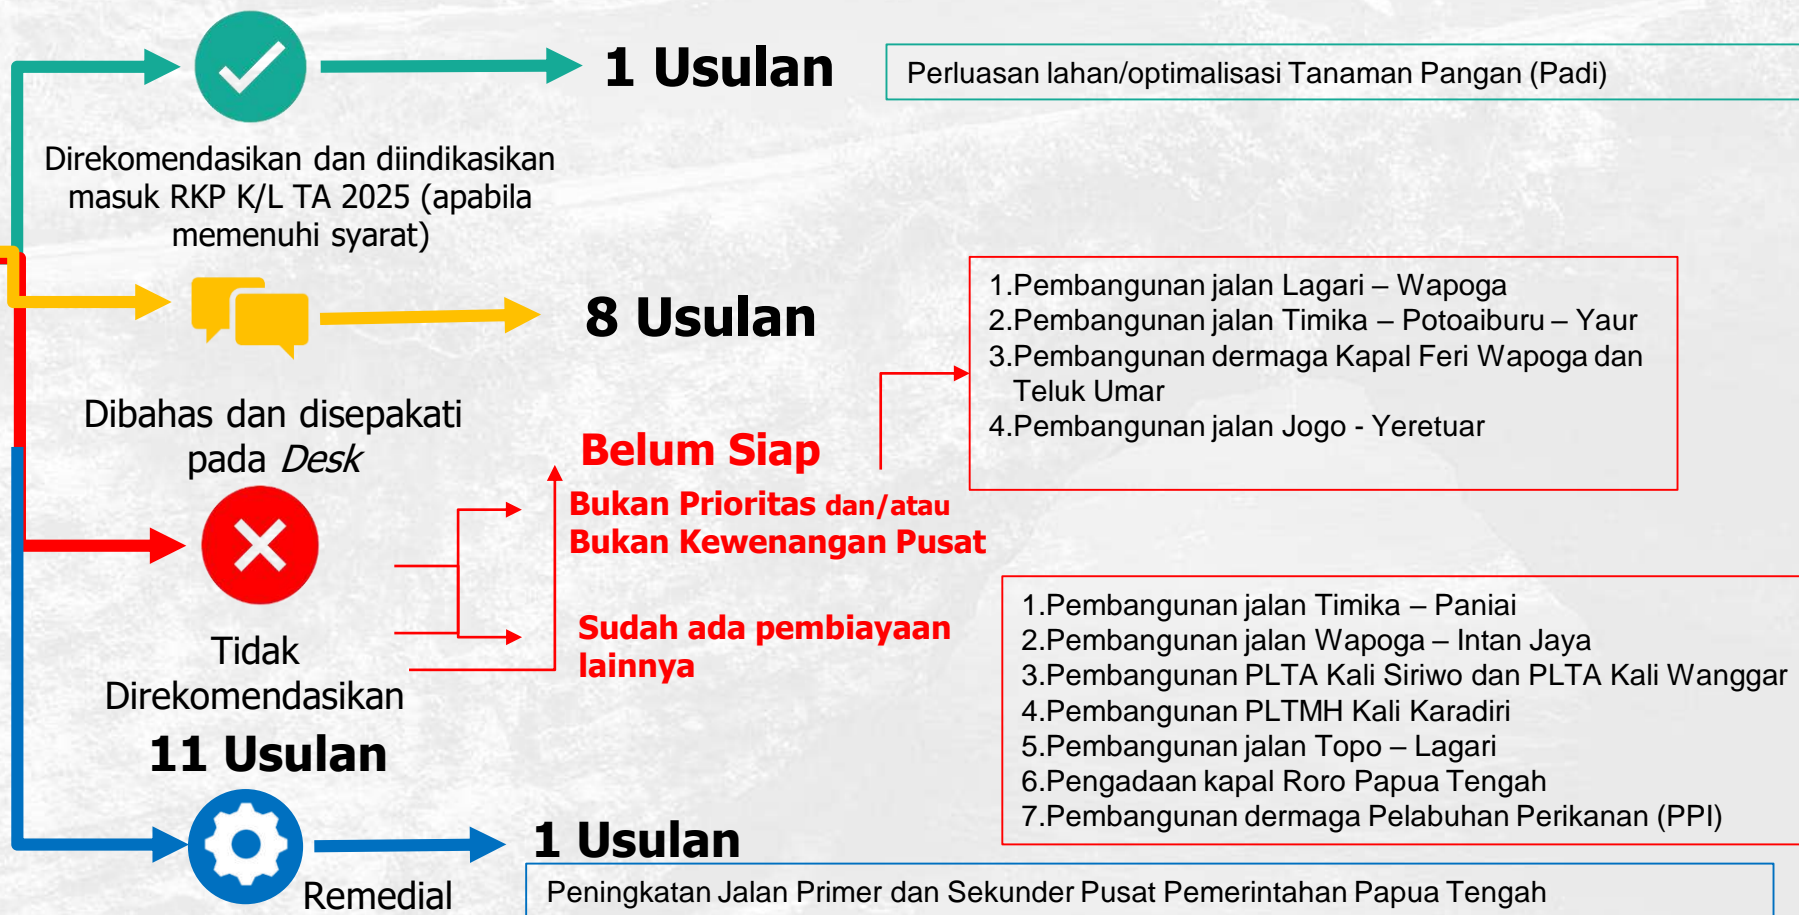 1 Usulan
Perluasan lahan/optimalisasi Tanaman Pangan (Padi)
Direkomendasikan dan diindikasikan
masuk RKP K/L TA 2025 (apabila
memenuhi syarat)
8 Usulan
Dibahas dan disepakati
pada Desk
1.Pembangunan jalan Lagari – Wapoga
2.Pembangunan jalan Timika – Potoaiburu – Yaur
3.Pembangunan dermaga Kapal Feri Wapoga dan
Teluk Umar
4.Pembangunan jalan Jogo - Yeretuar
Belum Siap
Bukan Prioritas dan/atau
Bukan Kewenangan Pusat
Sudah ada pembiayaan
lainnya
Tidak
Direkomendasikan
11 Usulan
1.Pembangunan jalan Timika – Paniai
2.Pembangunan jalan Wapoga – Intan Jaya
3.Pembangunan PLTA Kali Siriwo dan PLTA Kali Wanggar
4.Pembangunan PLTMH Kali Karadiri
5.Pembangunan jalan Topo – Lagari
6.Pengadaan kapal Roro Papua Tengah
7.Pembangunan dermaga Pelabuhan Perikanan (PPI)
1 Usulan
Remedial
Peningkatan Jalan Primer dan Sekunder Pusat Pemerintahan Papua Tengah